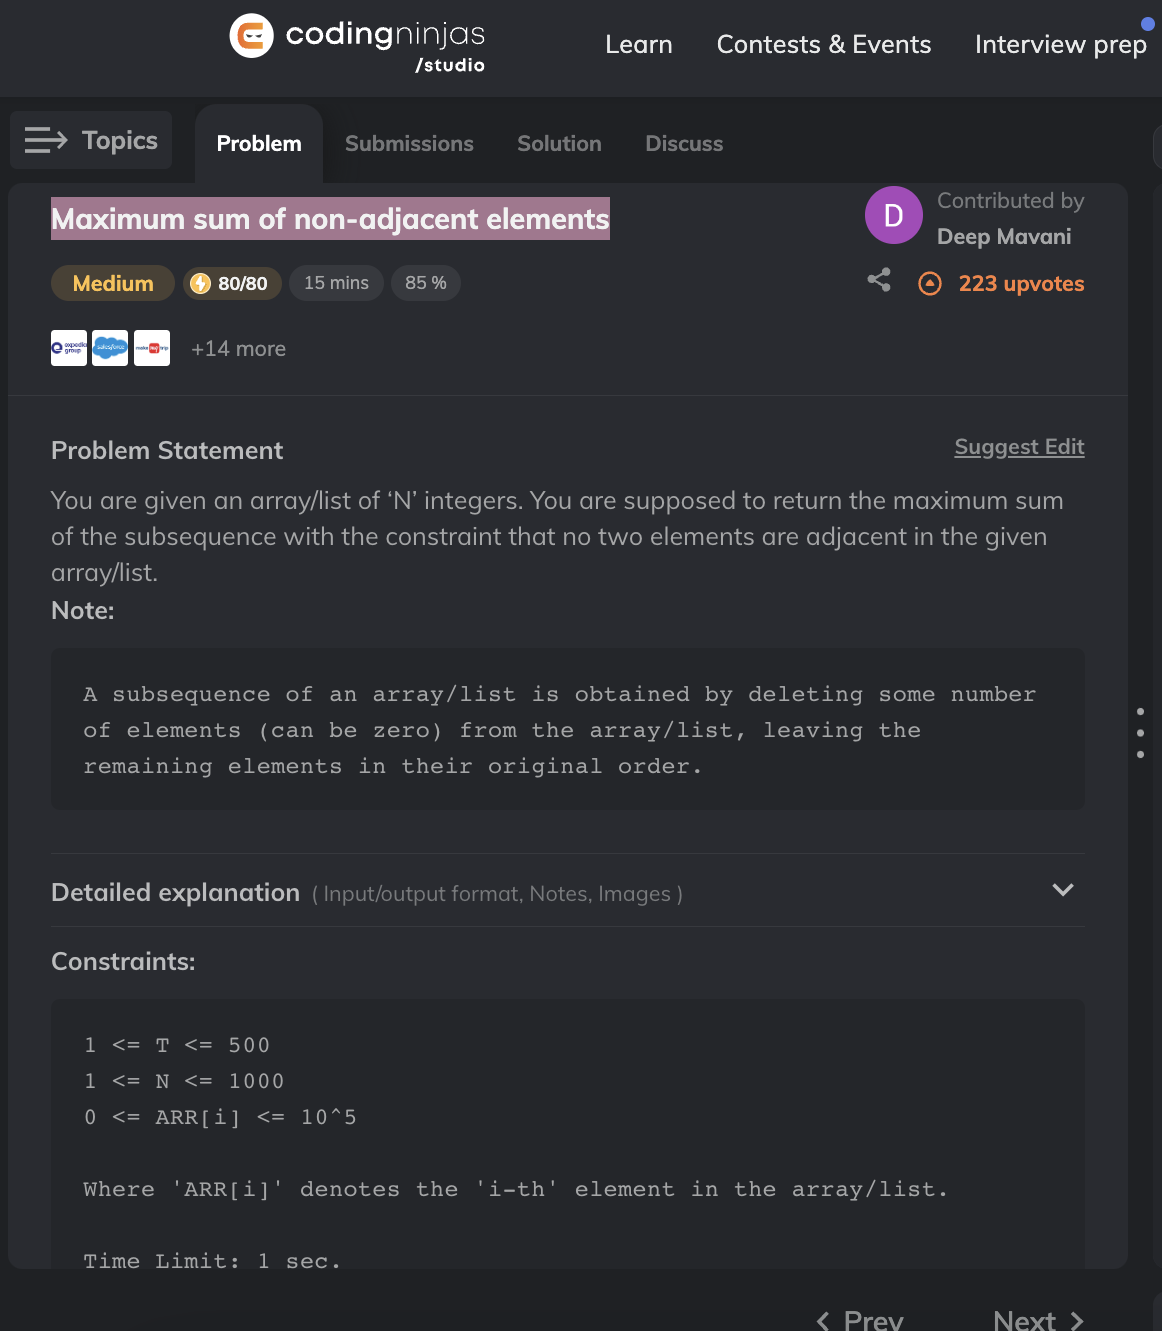 codingninjas
/studio
Learn
Contests & Events
Interview prep
Topics
Problem
Submissions
Solution
Discuss
Maximum sum of non-adjacent elements
D
Contributed by
Deep Mavani
Medium
80/80
15 mins
85 %
223 upvotes
expedia
group
salesforce
make my trip
+14 more
Problem Statement
Suggest Edit
You are given an array/list of ‘N’ integers. You are supposed to return the maximum sum
of the subsequence with the constraint that no two elements are adjacent in the given
array/list.
Note:
A subsequence of an array/list is obtained by deleting some number
of elements (can be zero) from the array/list, leaving the
remaining elements in their original order.
Detailed explanation ( Input/output format, Notes, Images )
Constraints:
1 <= T <= 500
1 <= N <= 1000
0 <= ARR[i] <= 10^5
Where 'ARR[i]' denotes the 'i-th' element in the array/list.
Time Limit: 1 sec.
Prev
Next